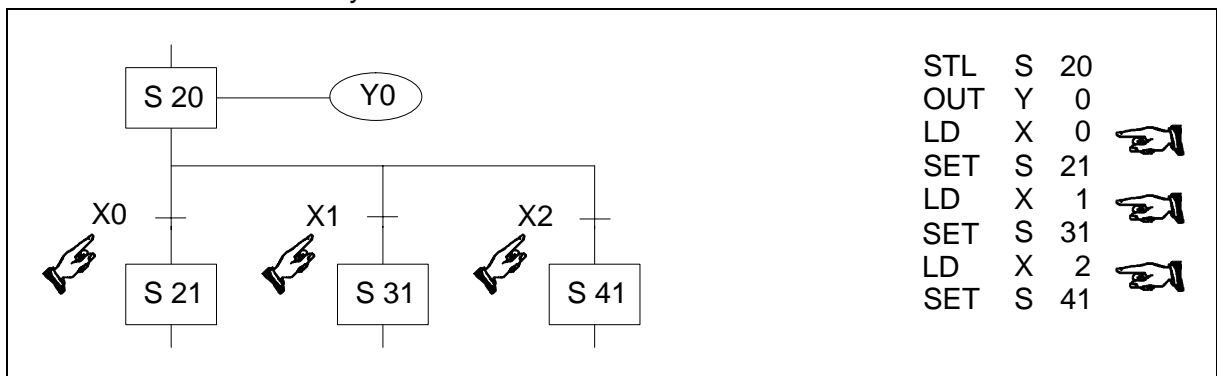 S 20
Y0
X0
X1
X2
S 21
S 31
S 41
STL S 20
OUT Y 0
LD X 0
SET S 21
LD X 1
SET S 31
LD X 2
SET S 41